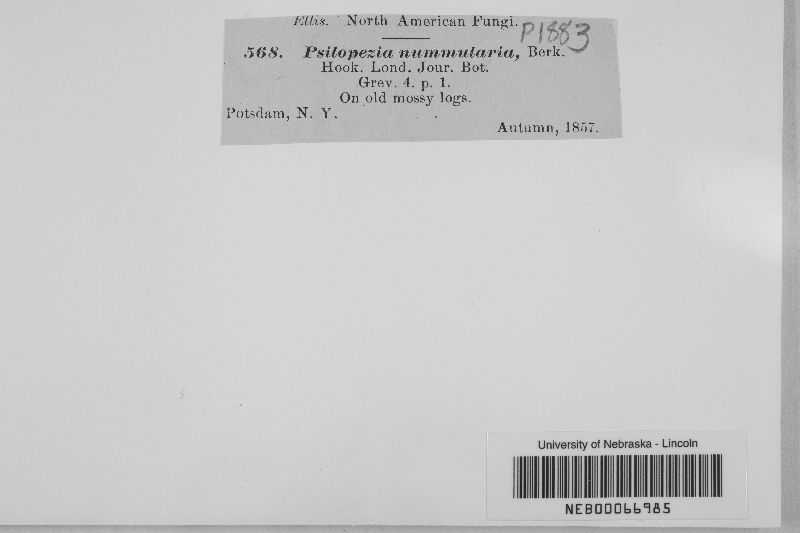 Ellis. North American Fungi.
P1883
568. Psilopezia nummularia, Berk.
Hook. Lond. Jour. Bot.
Grev. 4. p. 1.
On old mossy logs.
Potsdam, N. Y.
Autumn, 1857.
University of Nebraska - Lincoln
NEB00066985